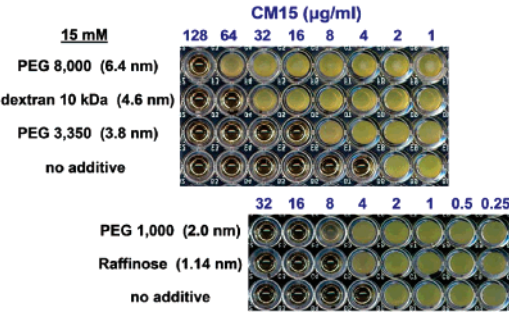 CM15 (µg/ml)
15 mM 128 64 32 16 8 4 2 1
PEG 8,000 (6.4 nm)
dextran 10 kDa (4.6 nm)
PEG 3,350 (3.8 nm)
no additive
32 16 8 4 2 1 0.5 0.25
PEG 1,000 (2.0 nm)
Raffinose (1.14 nm)
no additive